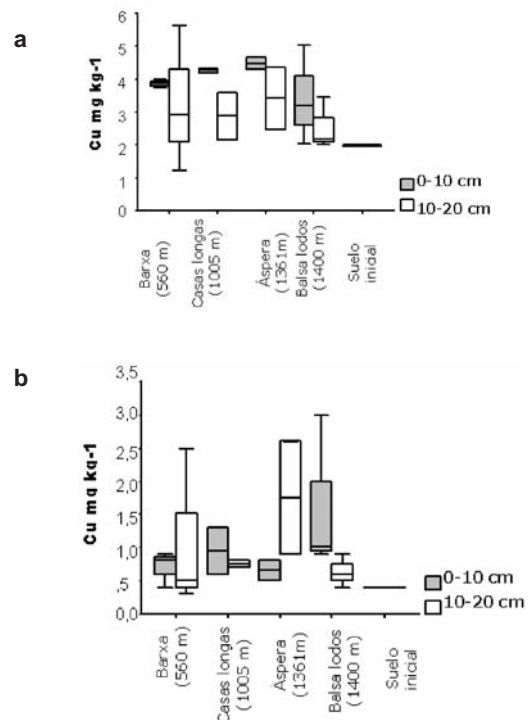 a
Cu mg kg-1
6
5
4
3
2
1
0
Barxa
(560 m)
Casas longas
(1005 m)
Áspera
(1361m)
Balsa lodos
(1400 m)
Suelo
inicial
0-10 cm
10-20 cm
b
Cu mg kg-1
3,5
3,0
2,5
2,0
1,5
1,0
,5
0,0
Barxa
(560 m)
Casas longas
(1005 m)
Áspera
(1361m)
Balsa lodos
(1400 m)
Suelo
inicial
0-10 cm
10-20 cm